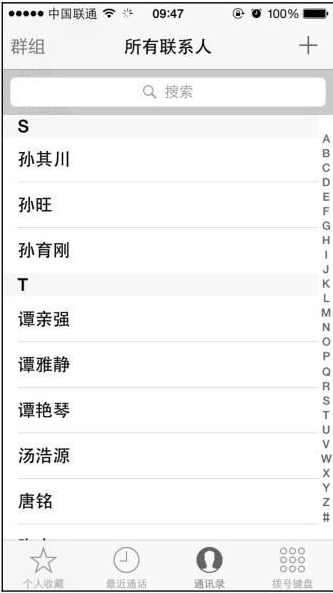 中国联通 09:47 100%
群组 所有联系人 +
搜索
S
孙其川
孙旺
孙育刚
T
谭亲强
谭雅静
谭艳琴
汤浩源
唐铭
A
B
C
D
E
F
G
H
I
J
K
L
M
N
O
P
Q
R
S
T
U
V
W
X
Y
Z
#
个人收藏 最近通话 通讯录 拨号键盘